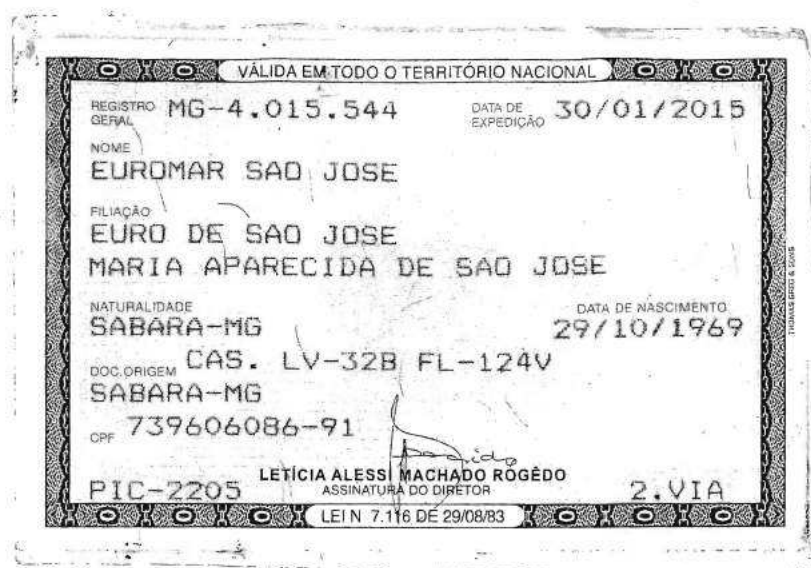 VÁLIDA EM TODO O TERRITÓRIO NACIONAL
REGISTRO GERAL MG-4.015.544 DATA DE EXPEDIÇÃO 30/01/2015
NOME
EUROMAR SAO JOSE
FILIAÇÃO
EURO DE SAO JOSE
MARIA APARECIDA DE SAO JOSE
NATURALIDADE DATA DE NASCIMENTO
SABARA-MG 29/10/1969
DOC.ORIGEM CAS. LV-32B FL-124V
SABARA-MG
CPF 739606086-91
LETÍCIA ALESSI MACHADO ROGÊDO
PIC-2205 ASSINATURA DO DIRETOR 2.VIA
LEI N 7.116 DE 29/08/83
THOMAS GREG & SONS